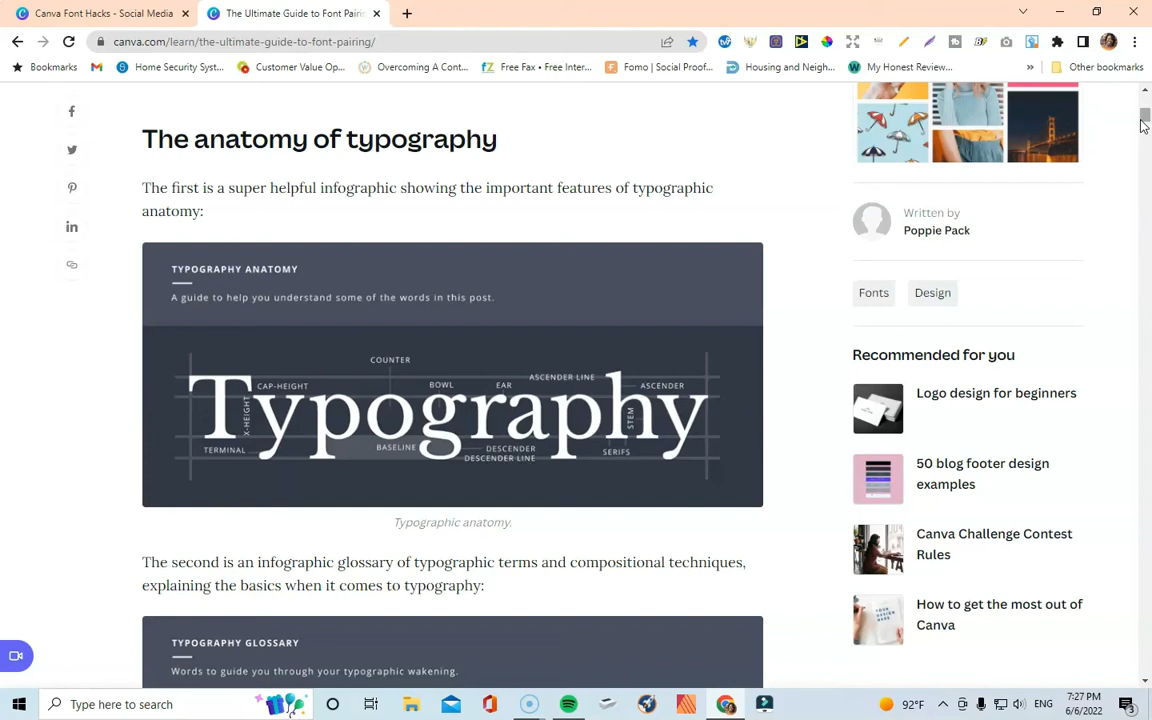 Canva Font Hacks - Social Media
The Ultimate Guide to Font Pairin
canva.com/learn/the-ultimate-guide-to-font-pairing/
Bookmarks
Home Security Syst...
Customer Value Op...
Overcoming A Cont...
Free Fax • Free Inter...
Fomo | Social Proof...
Housing and Neigh...
My Honest Review...
»
Other bookmarks
The anatomy of typography
The first is a super helpful infographic showing the important features of typographic
anatomy:
TYPOGRAPHY ANATOMY
A guide to help you understand some of the words in this post.
COUNTER
CAP-HEIGHT
BOWL
EAR
ASCENDER LINE
ASCENDER
X-HEIGHT
Typography
STEM
TERMINAL
BASELINE
DESCENDER
DESCENDER LINE
SERIFS
Typographic anatomy.
The second is an infographic glossary of typographic terms and compositional techniques,
explaining the basics when it comes to typography:
TYPOGRAPHY GLOSSARY
Words to guide you through your typographic wakening.
Written by
Poppie Pack
Fonts
Design
Recommended for you
Logo design for beginners
50 blog footer design
examples
Canva Challenge Contest
Rules
How to get the most out of
Canva
Type here to search
92°F
ENG
7:27 PM
6/6/2022
3